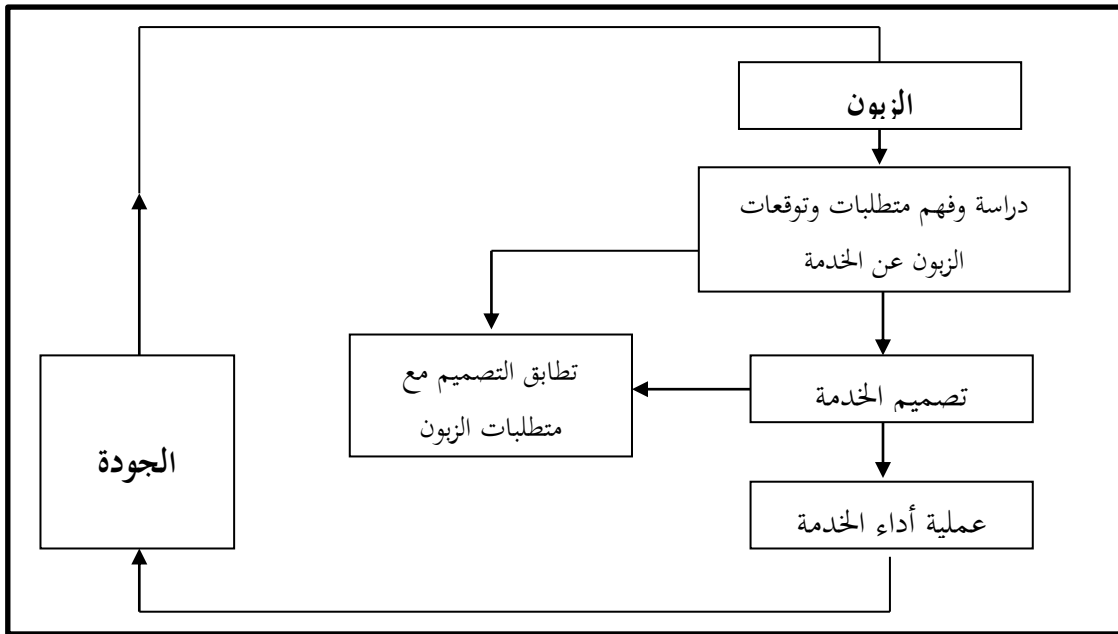 الزبون
دراسة وفهم متطلبات وتوقعات
الزبون عن الخدمة
تطابق التصميم مع
متطلبات الزبون
تصميم الخدمة
الجودة
عملية أداء الخدمة